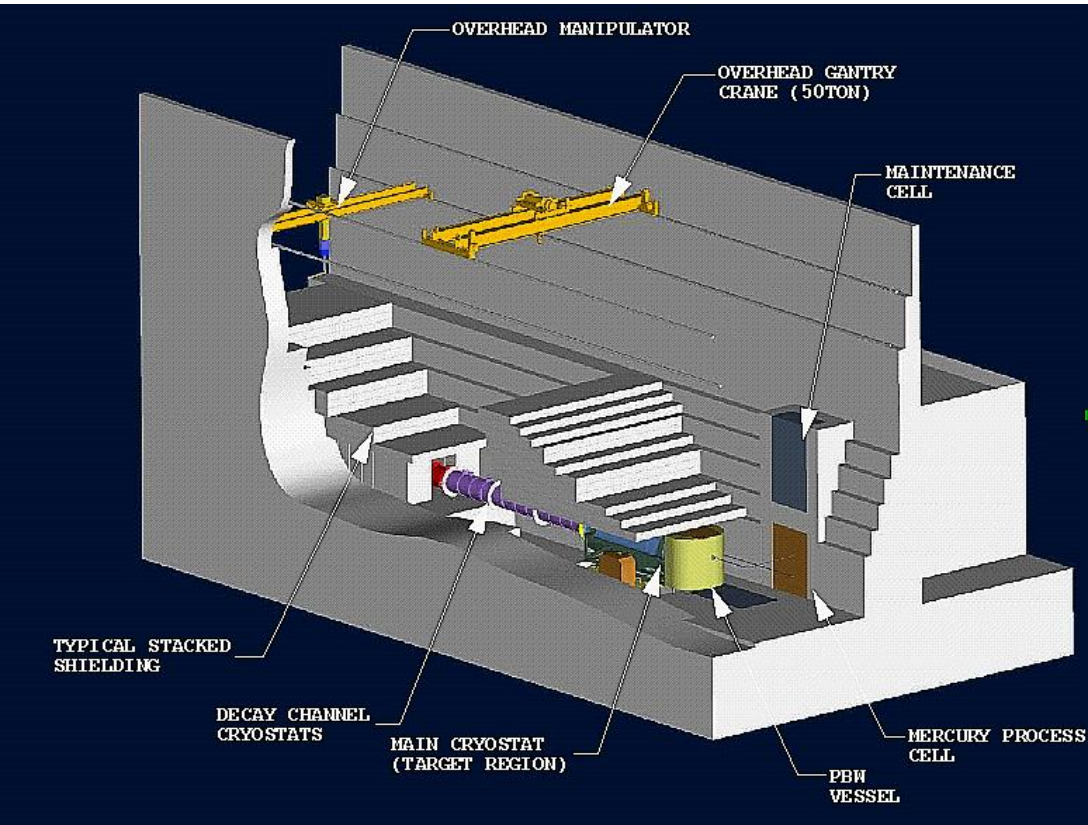 OVERHEAD MANIPULATOR
OVERHEAD GANTRY
CRANE (50TON)
MAINTENANCE
CELL
TYPICAL STACKED
SHIELDING
DECAY CHANNEL
CRYOSTATS
MAIN CRYOSTAT
(TARGET REGION)
MERCURY PROCESS
CELL
PBW
VESSEL